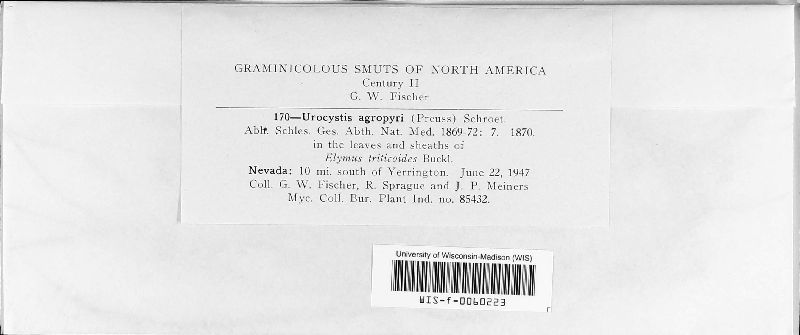 GRAMINICOLOUS SMUTS OF NORTH AMERICA
Century II
G. W. Fischer
170—Urocystis agropyri (Preuss) Schroet.
Abh. Schles. Ges. Abth. Nat. Med. 1869-72: 7. 1870.
in the leaves and sheaths of
Elymus triticoides Buckl.
Nevada: 10 mi. south of Yerrington. June 22, 1947
Coll. G. W. Fischer, R. Sprague and J. P. Meiners
Myc. Coll. Bur. Plant Ind. no. 85432.
University of Wisconsin-Madison (WIS)
WIS-f-0060223